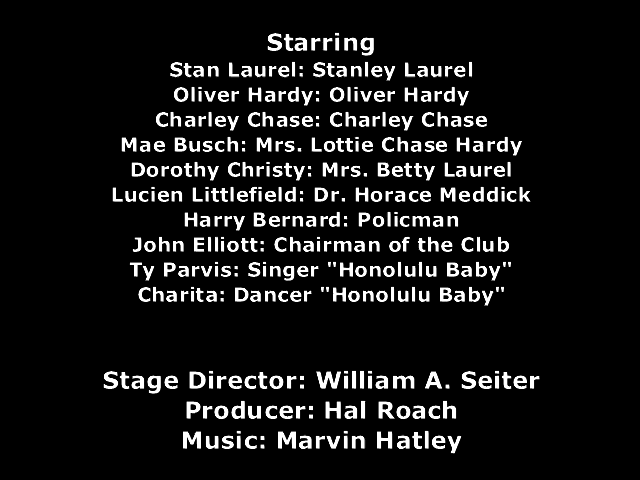 Starring
Stan Laurel: Stanley Laurel
Oliver Hardy: Oliver Hardy
Charley Chase: Charley Chase
Mae Busch: Mrs. Lottie Chase Hardy
Dorothy Christy: Mrs. Betty Laurel
Lucien Littlefield: Dr. Horace Meddick
Harry Bernard: Policman
John Elliott: Chairman of the Club
Ty Parvis: Singer "Honolulu Baby"
Charita: Dancer "Honolulu Baby"
Stage Director: William A. Seiter
Producer: Hal Roach
Music: Marvin Hatley